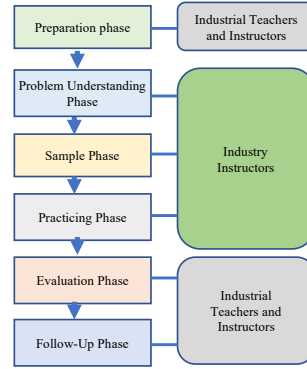 Preparation phase
Industrial Teachers
and Instructors
Problem Understanding
Phase
Sample Phase
Industry
Instructors
Practicing Phase
Evaluation Phase
Industrial
Teachers and
Instructors
Follow-Up Phase